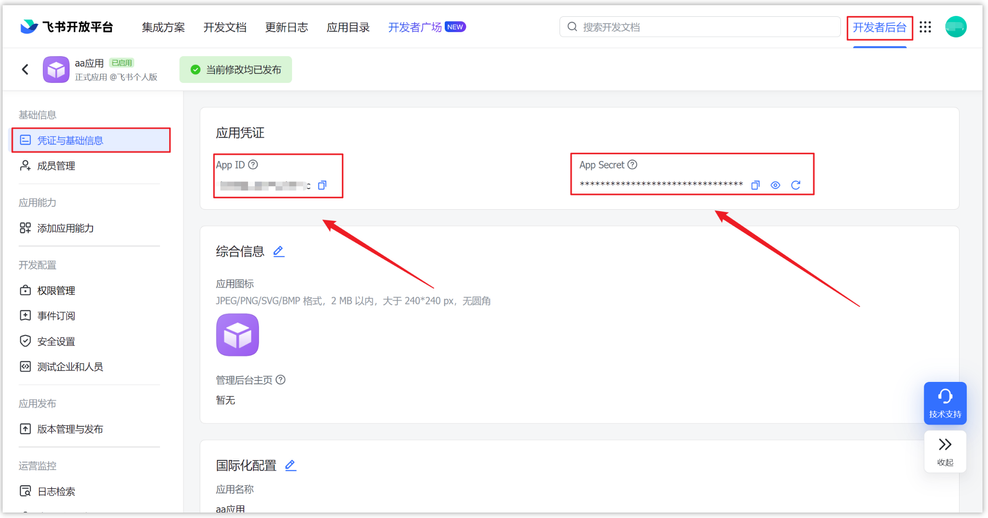 飞书开放平台 集成方案 开发文档 更新日志 应用目录 开发者广场 NEW 搜索开发文档 开发者后台
aa应用 已启用
正式应用 @飞书个人版
当前修改均已发布
基础信息
凭证与基础信息
成员管理
应用能力
添加应用能力
开发配置
权限管理
事件订阅
安全设置
测试企业和人员
应用发布
版本管理与发布
运营监控
日志检索
应用凭证
App ID
App Secret
**********************************
综合信息
应用图标
JPEG/PNG/SVG/BMP 格式，2 MB 以内，大于 240*240 px，无圆角
管理后台主页
暂无
国际化配置
应用名称
aa应用
技术支持
收起